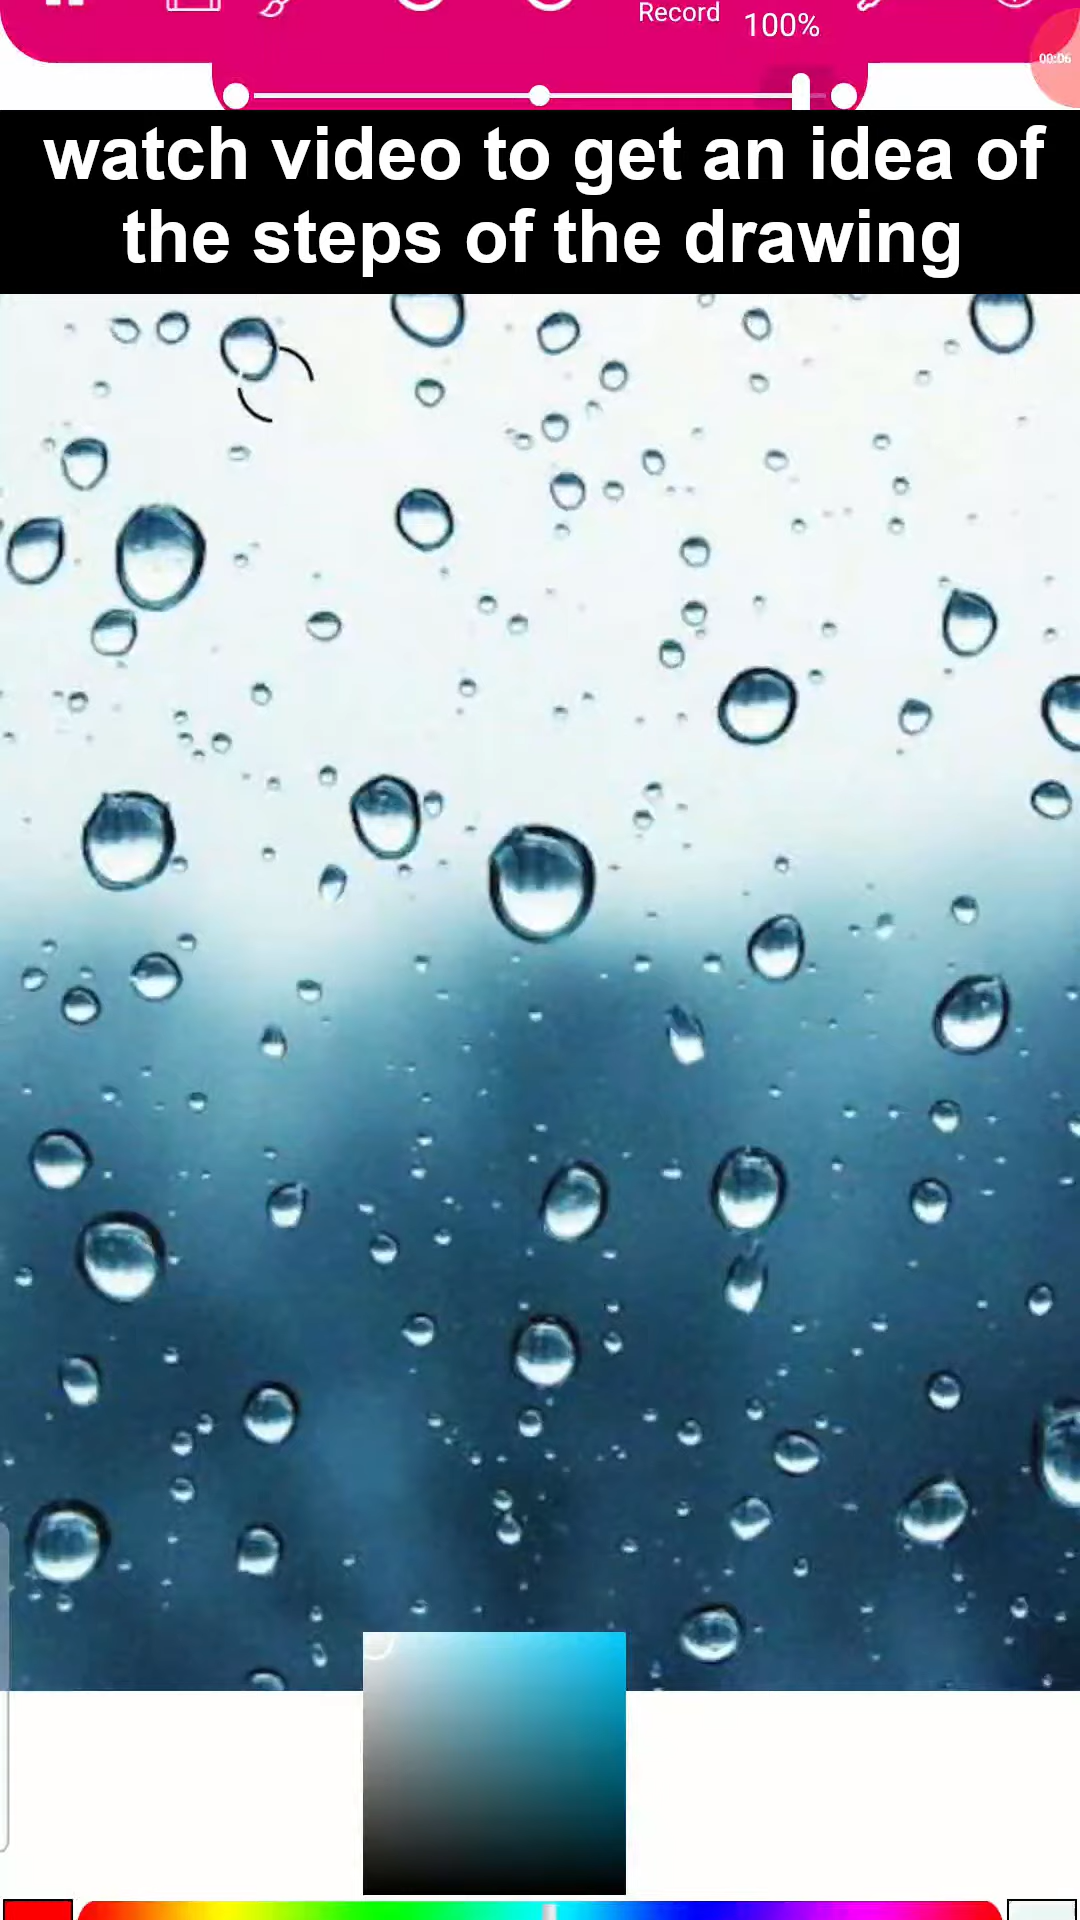 Record
100%
00:06
watch video to get an idea of
the steps of the drawing